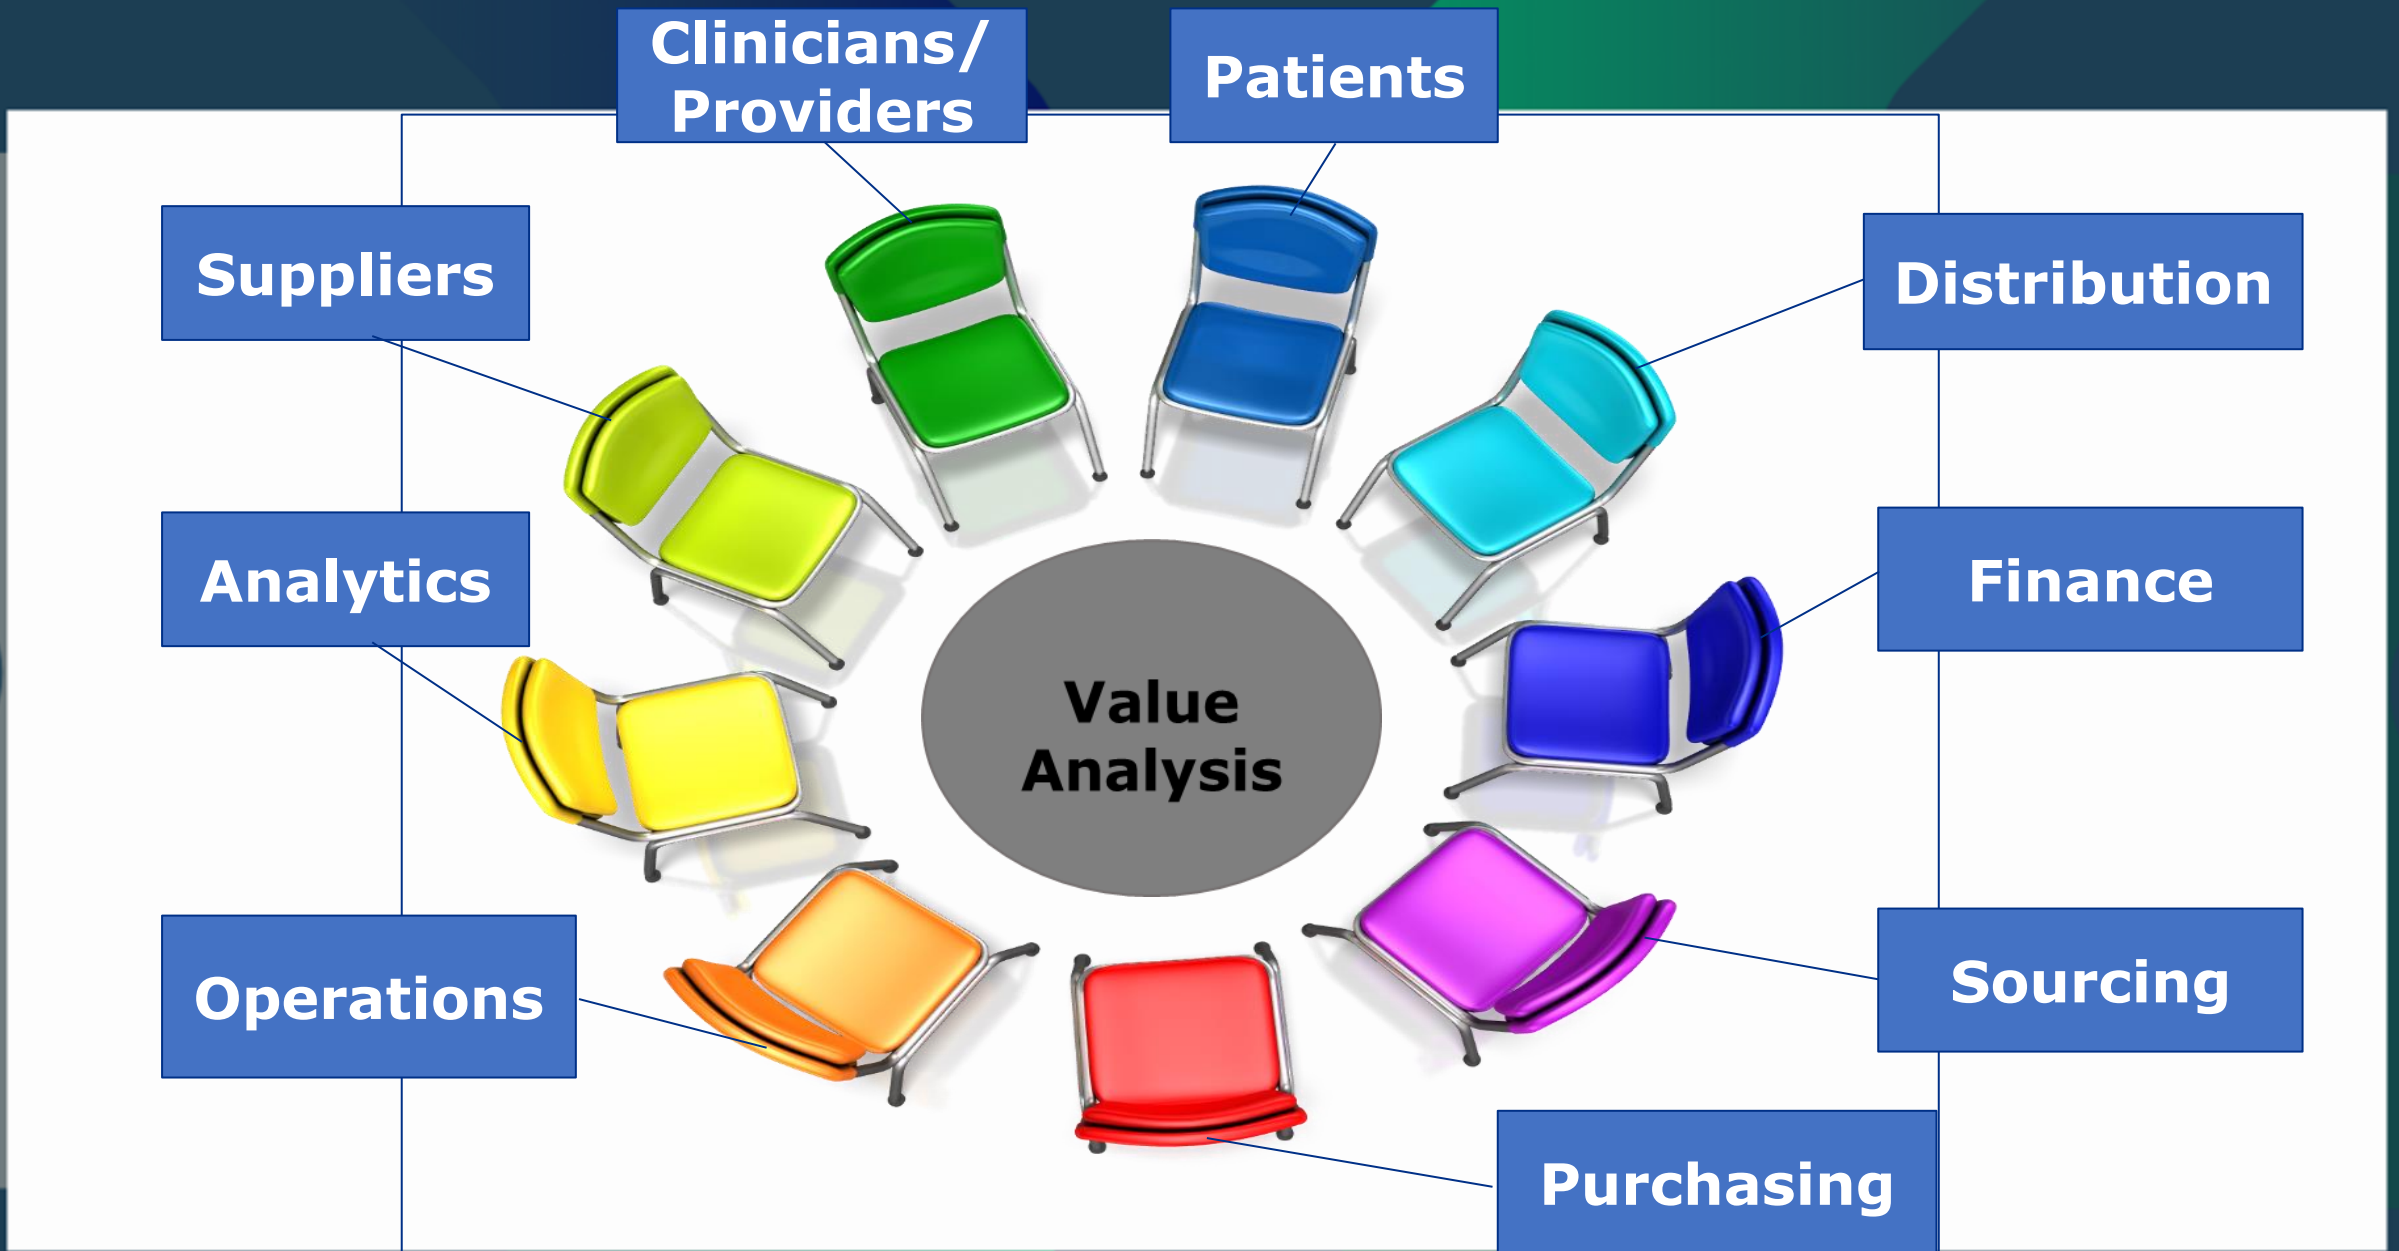 Clinicians/
Providers
Patients
Suppliers
Distribution
Analytics
Finance
Value
Analysis
Operations
Sourcing
Purchasing